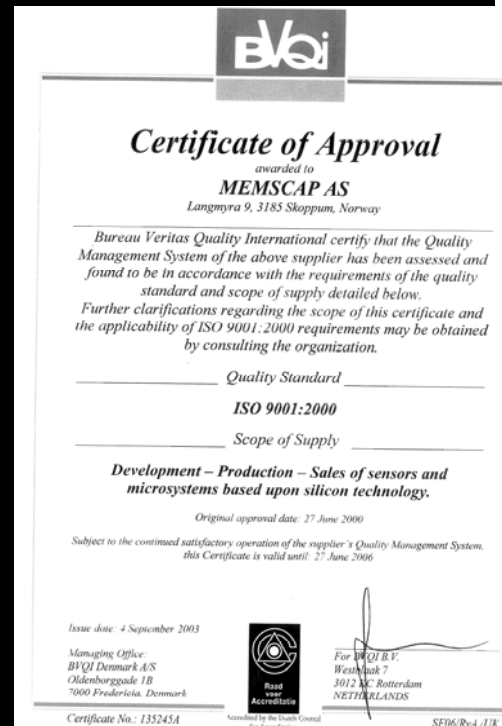 BVQi
Certificate of Approval
awarded to
MEMSCAP AS
Langmyra 9, 3185 Skoppum, Norway
Bureau Veritas Quality International certify that the Quality
Management System of the above supplier has been assessed and
found to be in accordance with the requirements of the quality
standard and scope of supply detailed below.
Further clarifications regarding the scope of this certificate and
the applicability of ISO 9001:2000 requirements may be obtained
by consulting the organization.
Quality Standard
ISO 9001:2000
Scope of Supply
Development – Production – Sales of sensors and
microsystems based upon silicon technology.
Original approval date: 27 June 2000
Subject to the continued satisfactory operation of the supplier's Quality Management System,
this Certificate is valid until: 27 June 2006
Issue date: 4 September 2003
Managing Office:
BVQI Denmark A/S
Oldenborggade 1B
7000 Fredericia, Denmark
Certificate No.: 135245A
Raad
voor
Accreditatie
Accredited by the Dutch Council
For BVQI B.V.
Westblaak 7
3012 KC Rotterdam
NETHERLANDS
SF06/RvA /UK